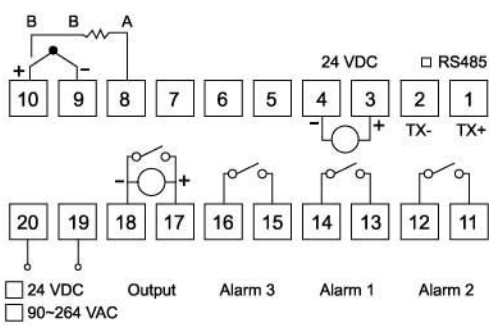 B B A
24 VDC □ RS485
+ −
10 9 8 7 6 5 4 3 2 1
− + TX- TX+
− +
20 19 18 17 16 15 14 13 12 11
□ 24 VDC Output Alarm 3 Alarm 1 Alarm 2
□ 90~264 VAC